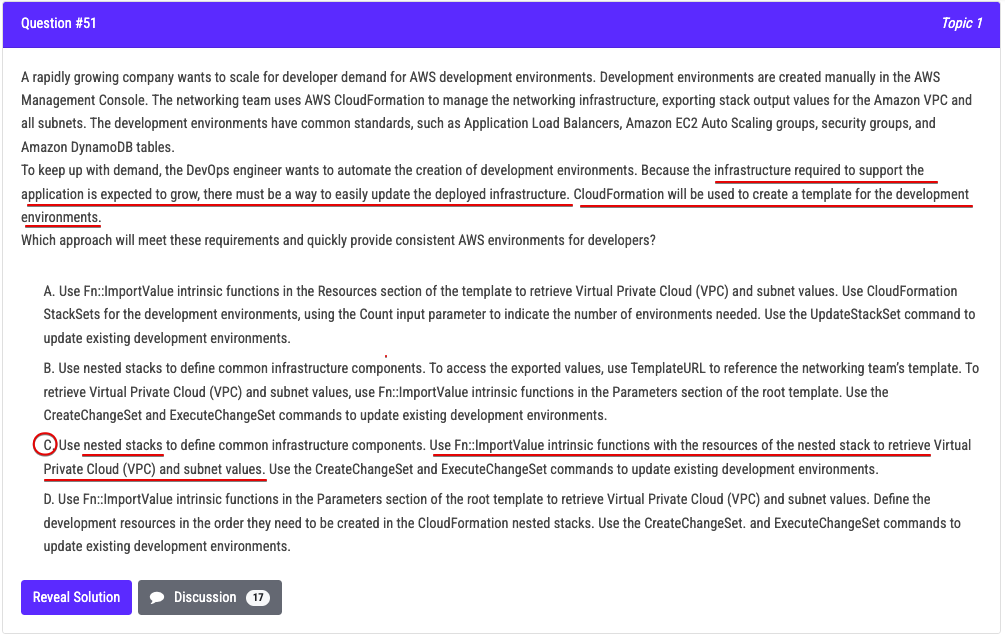 Question #51
Topic 1
A rapidly growing company wants to scale for developer demand for AWS development environments. Development environments are created manually in the AWS
Management Console. The networking team uses AWS CloudFormation to manage the networking infrastructure, exporting stack output values for the Amazon VPC and
all subnets. The development environments have common standards, such as Application Load Balancers, Amazon EC2 Auto Scaling groups, security groups, and
Amazon DynamoDB tables.
To keep up with demand, the DevOps engineer wants to automate the creation of development environments. Because the infrastructure required to support the
application is expected to grow, there must be a way to easily update the deployed infrastructure. CloudFormation will be used to create a template for the development
environments.
Which approach will meet these requirements and quickly provide consistent AWS environments for developers?
A. Use Fn::ImportValue intrinsic functions in the Resources section of the template to retrieve Virtual Private Cloud (VPC) and subnet values. Use CloudFormation
StackSets for the development environments, using the Count input parameter to indicate the number of environments needed. Use the UpdateStackSet command to
update existing development environments.
B. Use nested stacks to define common infrastructure components. To access the exported values, use TemplateURL to reference the networking team's template. To
retrieve Virtual Private Cloud (VPC) and subnet values, use Fn::ImportValue intrinsic functions in the Parameters section of the root template. Use the
CreateChangeSet and ExecuteChangeSet commands to update existing development environments.
C. Use nested stacks to define common infrastructure components. Use Fn::ImportValue intrinsic functions with the resources of the nested stack to retrieve Virtual
Private Cloud (VPC) and subnet values. Use the CreateChangeSet and ExecuteChangeSet commands to update existing development environments.
D. Use Fn::ImportValue intrinsic functions in the Parameters section of the root template to retrieve Virtual Private Cloud (VPC) and subnet values. Define the
development resources in the order they need to be created in the CloudFormation nested stacks. Use the CreateChangeSet. and ExecuteChangeSet commands to
update existing development environments.
Reveal Solution
Discussion 17